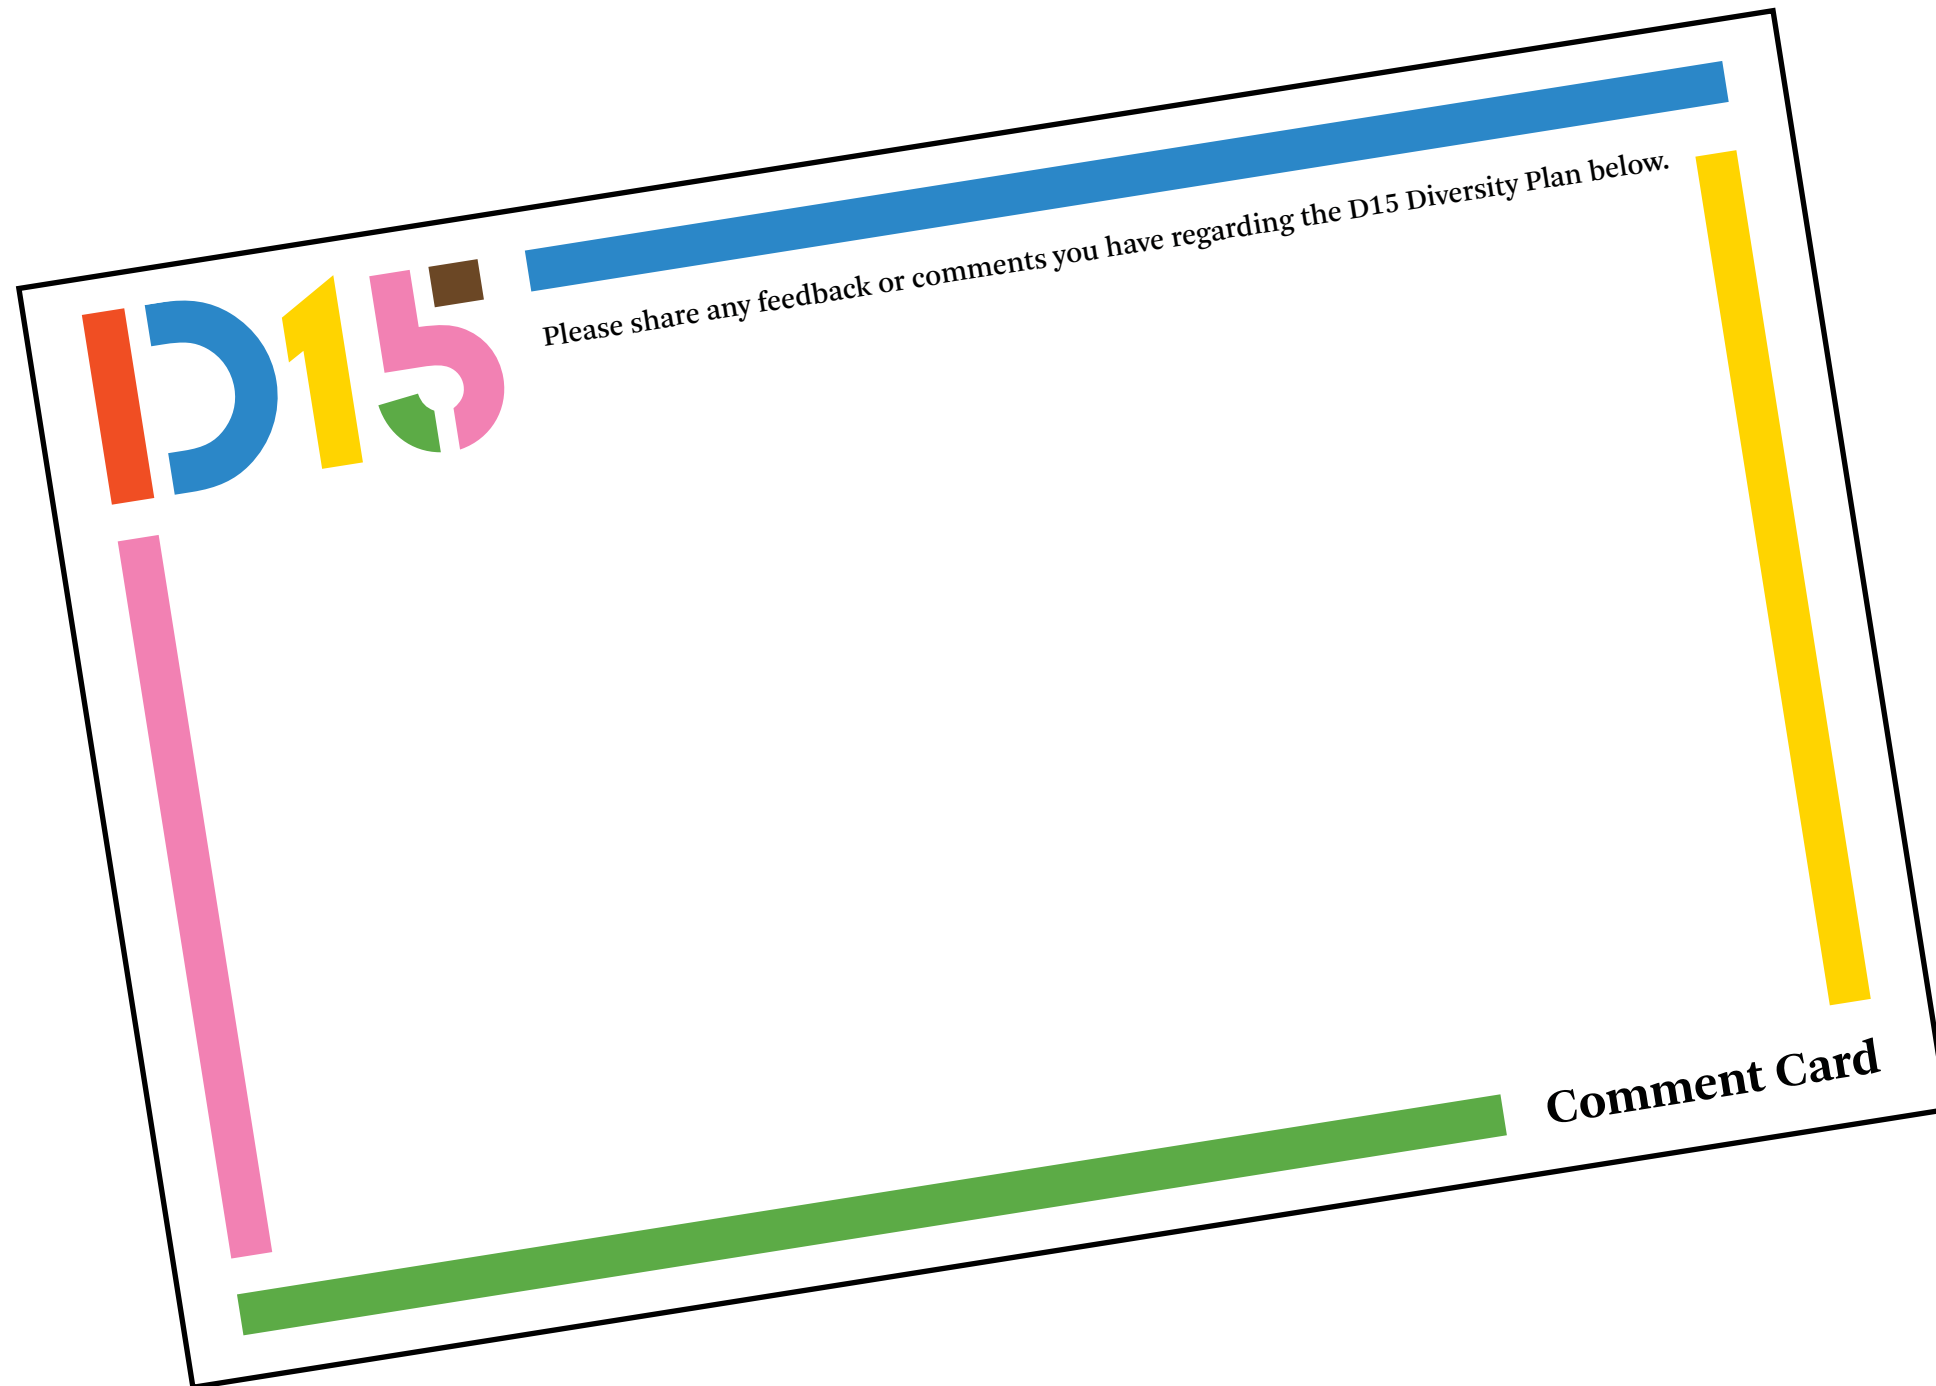 D15
Please share any feedback or comments you have regarding the D15 Diversity Plan below.
Comment Card